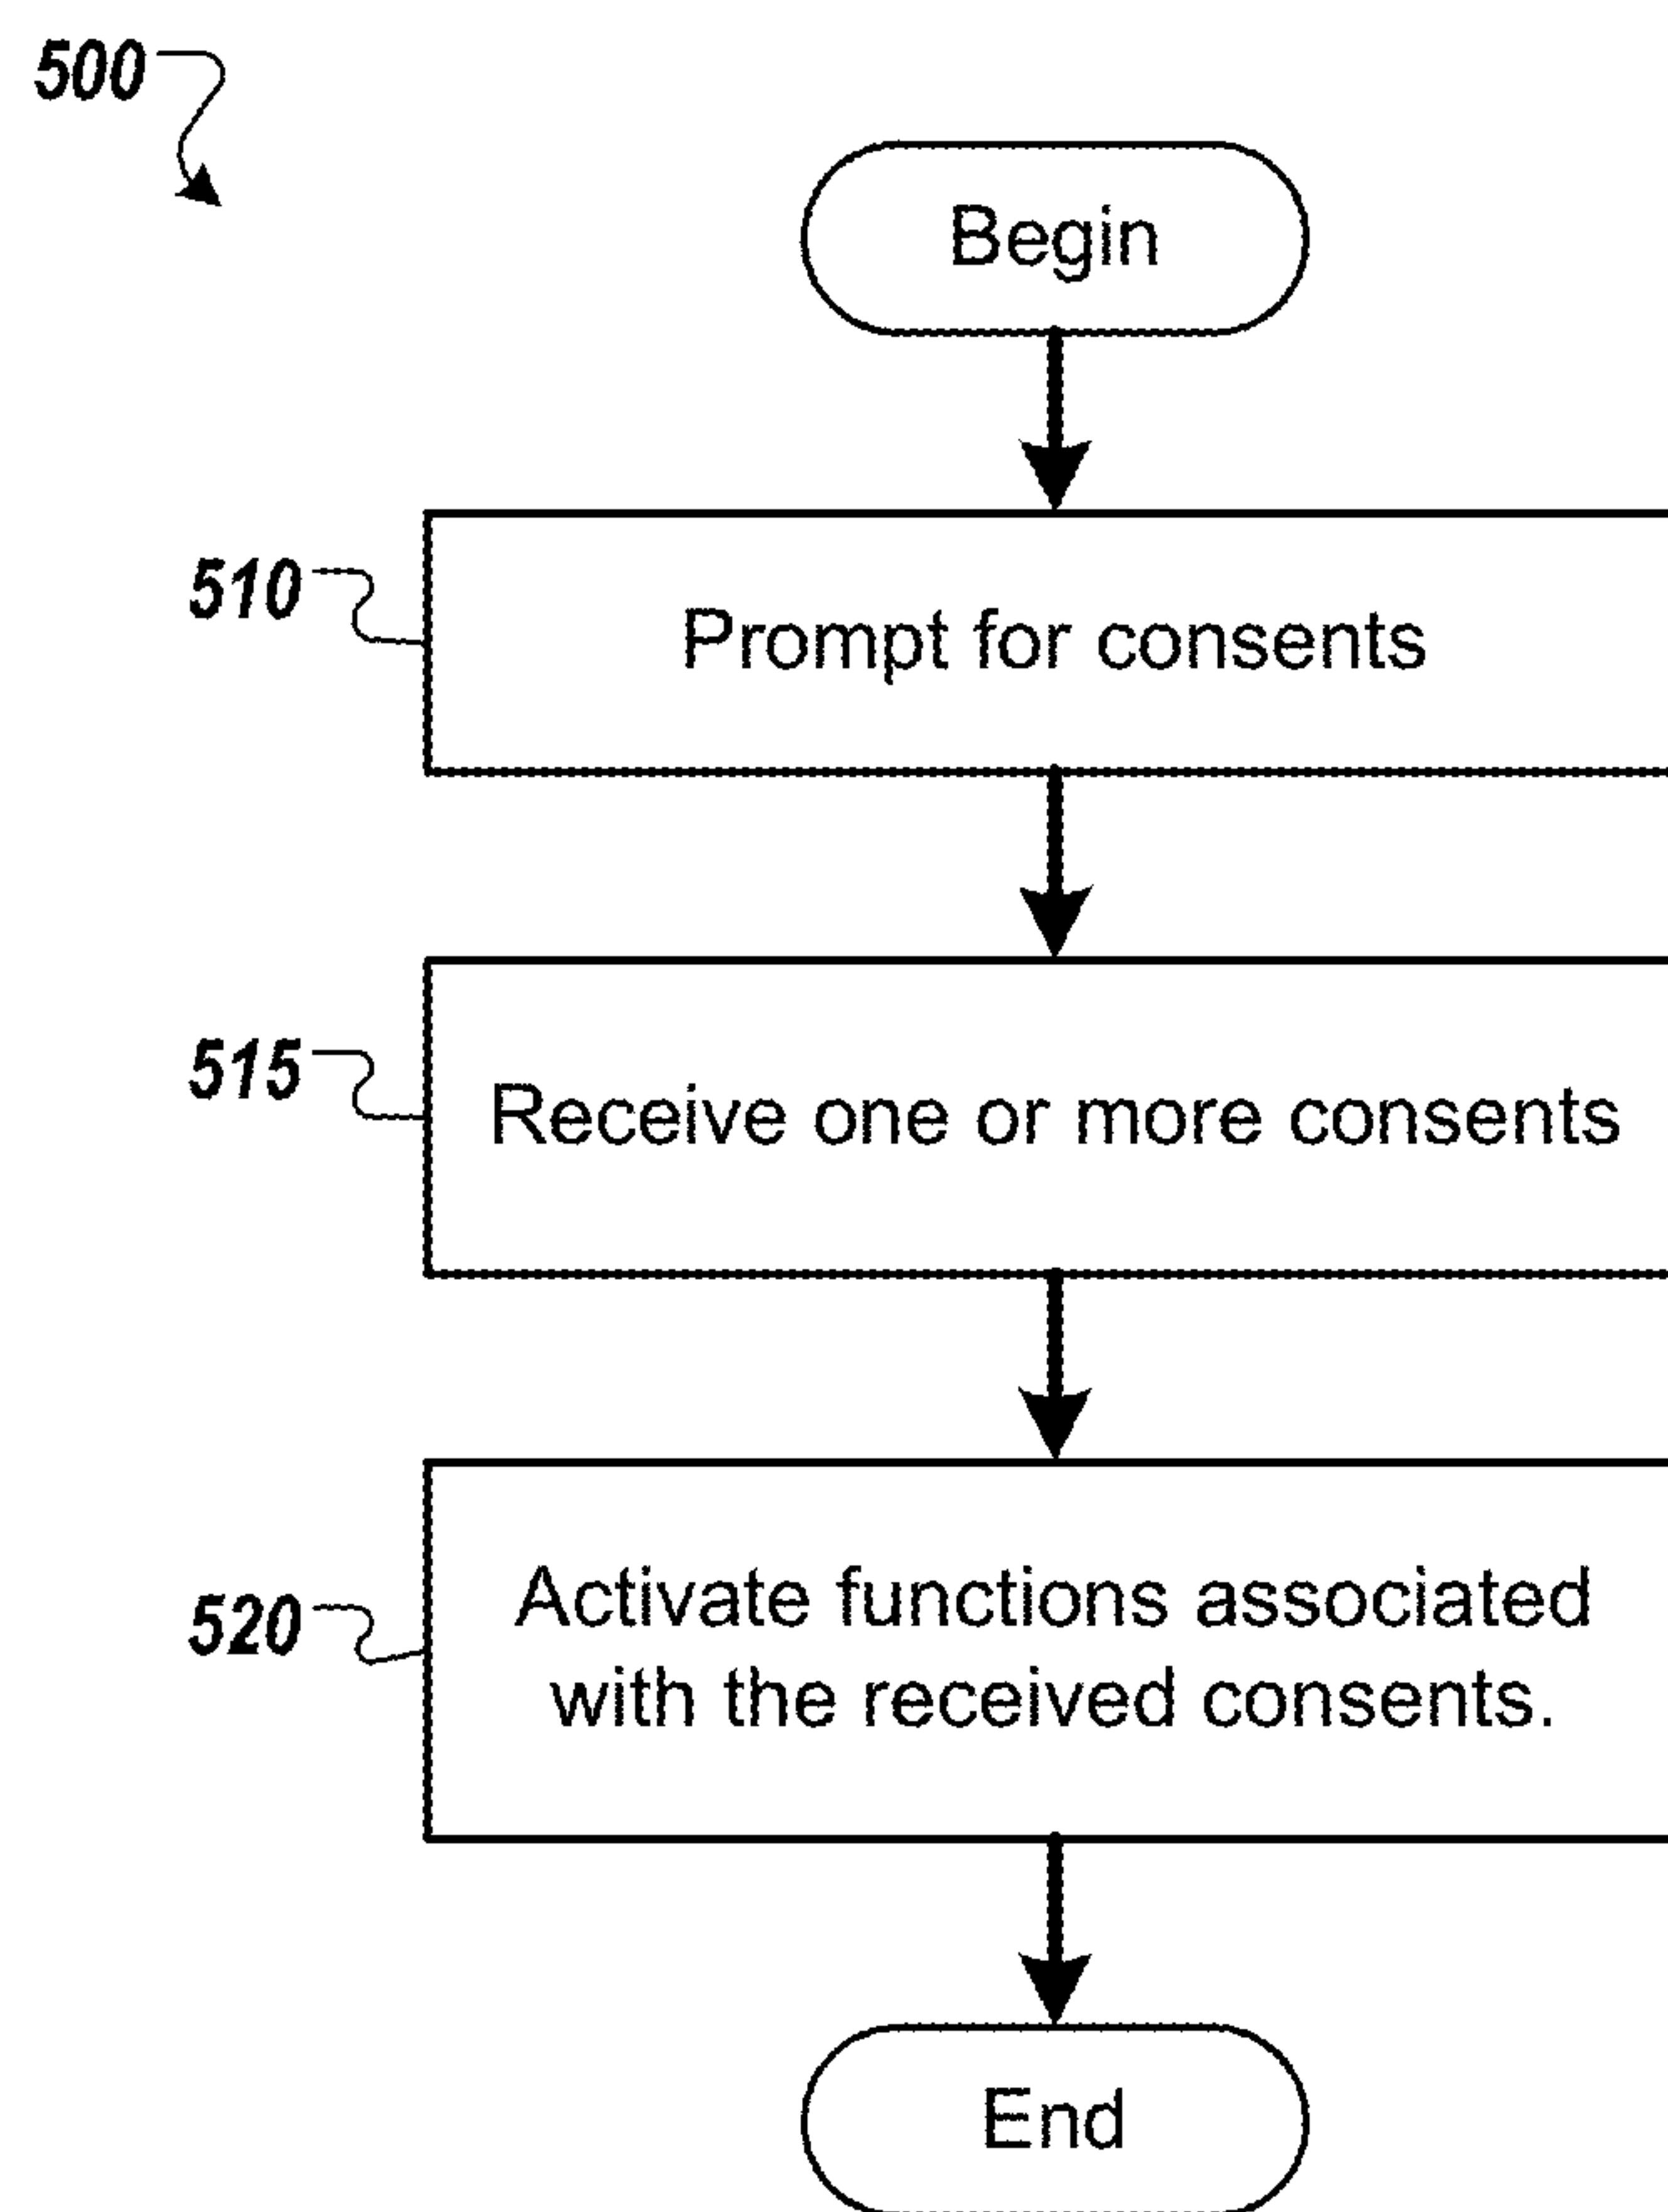 500
Begin
510
Prompt for consents
515
Receive one or more consents
520
Activate functions associated
with the received consents.
End